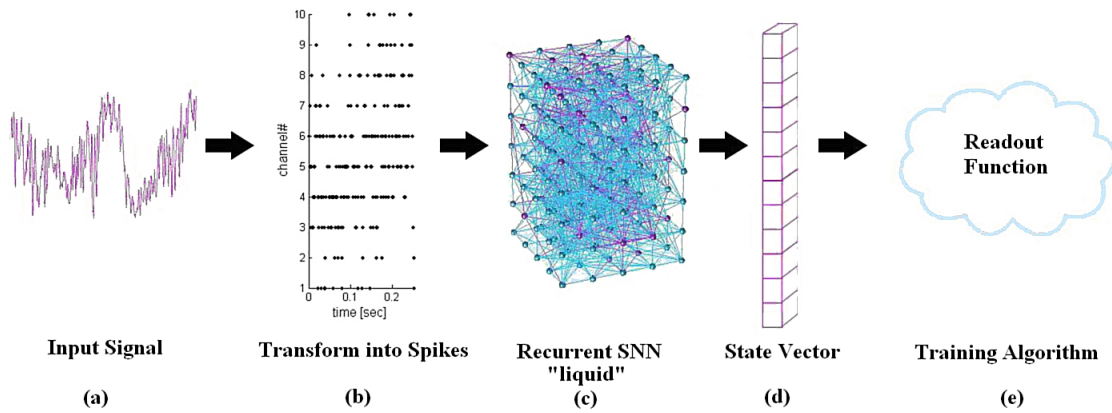 10
9
8
7
6
5
4
3
2
1
channel#
0
0.1
0.2
time [sec]
Readout
Function
Input Signal
Transform into Spikes
Recurrent SNN
"liquid"
State Vector
Training Algorithm
(a)
(b)
(c)
(d)
(e)